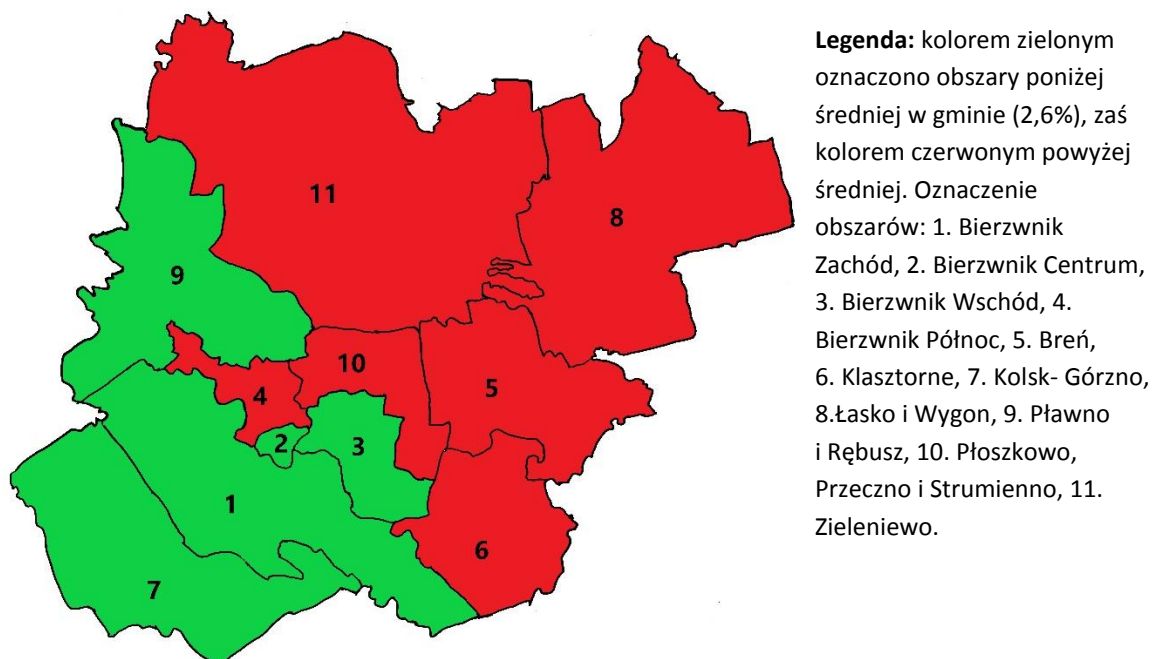 Legenda: kolorem zielonym
oznaczono obszary poniżej
średniej w gminie (2,6%), zaś
kolorem czerwonym powyżej
średniej. Oznaczenie
obszarów: 1. Bierzwnik
Zachód, 2. Bierzwnik Centrum,
3. Bierzwnik Wschód, 4.
Bierzwnik Północ, 5. Breń,
6. Klasztorne, 7. Kolsk- Górzno,
8.Łasko i Wygon, 9. Pławno
i Rębusz, 10. Płoszkowo,
Przeczno i Strumienno, 11.
Zieleniewo.
11
8
9
10
5
4
2
3
1
6
7